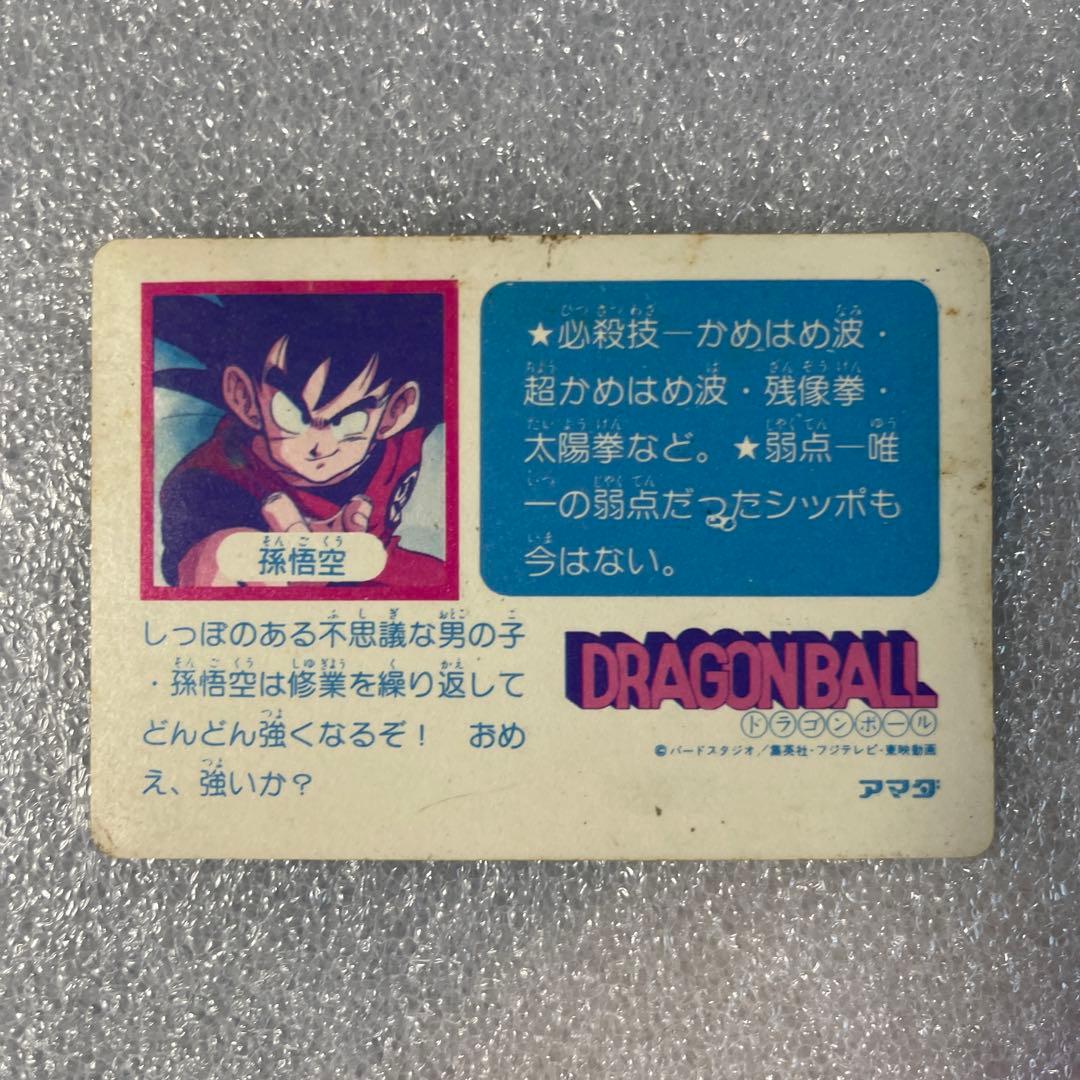 ★必殺技―かめはめ波・
超かめはめ波・残像拳・
太陽拳など。★弱点―唯
一の弱点だったシッポも
今はない。
孫悟空
しっぽのある不思議な男の子
・孫悟空は修業を繰り返して
どんどん強くなるぞ! おめ
え、強いか?
DRAGONBALL
ドラゴンボール
©バードスタジオ/集英社・フジテレビ・東映動画
アマダ